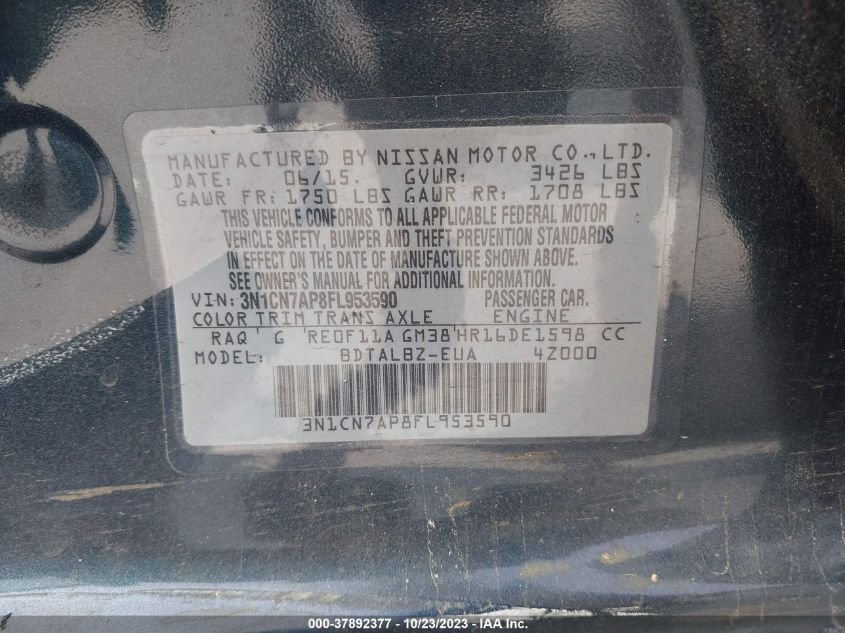 MANUFACTURED BY NISSAN MOTOR CO., LTD.
DATE: 06/15. GVWR: 3426 LBS
GAWR FR: 1750 LBS GAWR RR: 1708 LBS
THIS VEHICLE CONFORMS TO ALL APPLICABLE FEDERAL MOTOR
VEHICLE SAFETY, BUMPER AND THEFT PREVENTION STANDARDS
IN EFFECT ON THE DATE OF MANUFACTURE SHOWN ABOVE.
SEE OWNER'S MANUAL FOR ADDITIONAL INFORMATION.
VIN: 3N1CN7AP8FL953590 PASSENGER CAR.
COLOR TRIM TRANS AXLE ENGINE
RAQ G RE0F11A GM38 HR16DE1598 CC
MODEL: BDTALBZ-EUA 4Z000
3N1CN7AP8FL953590
000-37892377 - 10/23/2023 - IAA Inc.